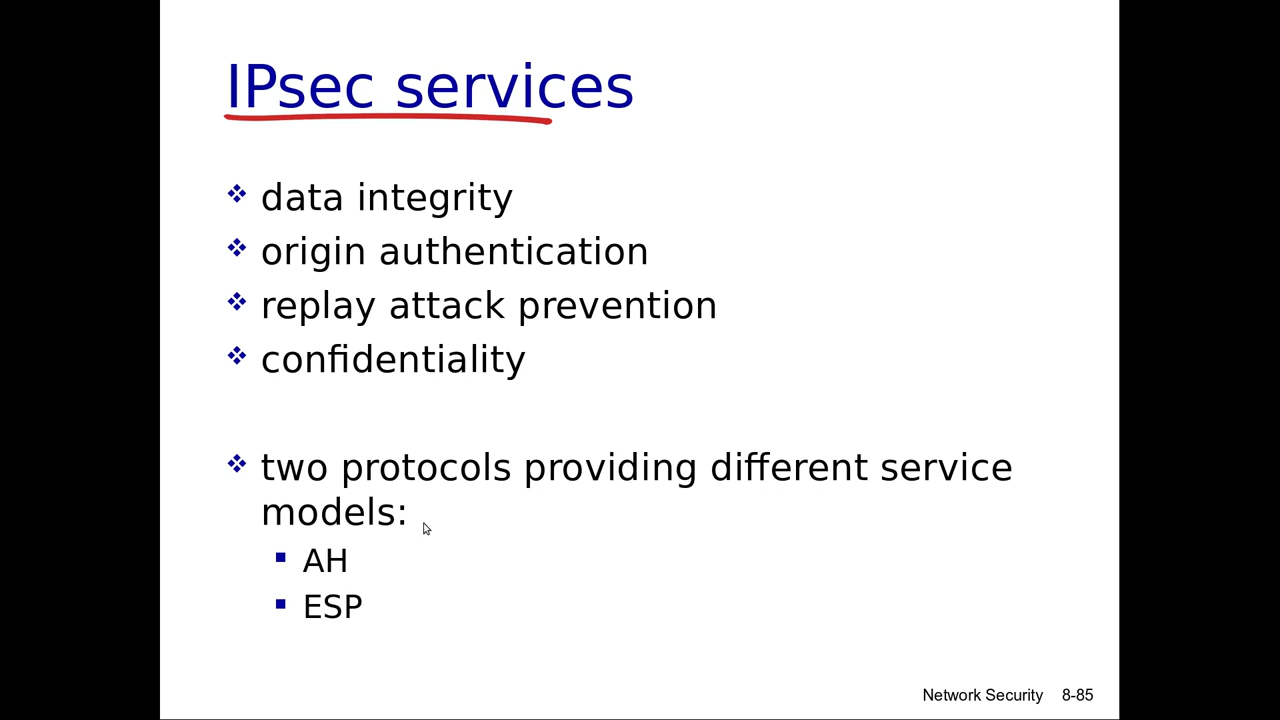 IPsec services
data integrity
origin authentication
replay attack prevention
confidentiality
two protocols providing different service
models:
AH
ESP
Network Security 8-85